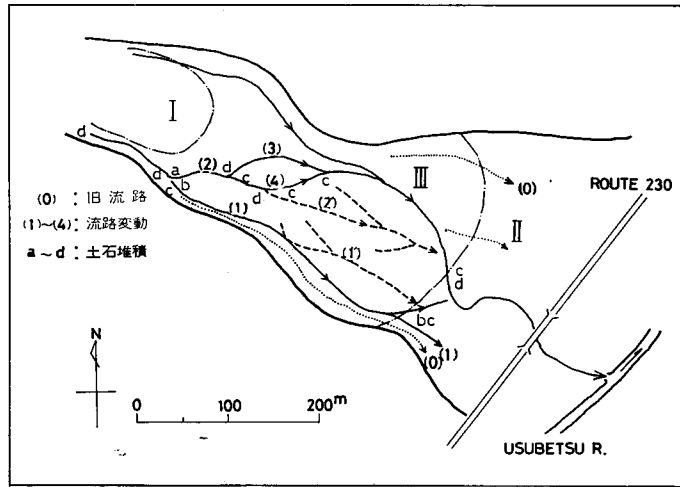 I
d
d
a
(2)
d
(3)
III
(0)
ROUTE 230
c
(4)
c
c
b
c
d
(2')
II
(0) : 旧流路
(1)
(1)~(4) : 流路変動
(1')
a~d : 土石堆積
c
d
bc
(1)
(0)
N
0 100 200m
USUBETSU R.